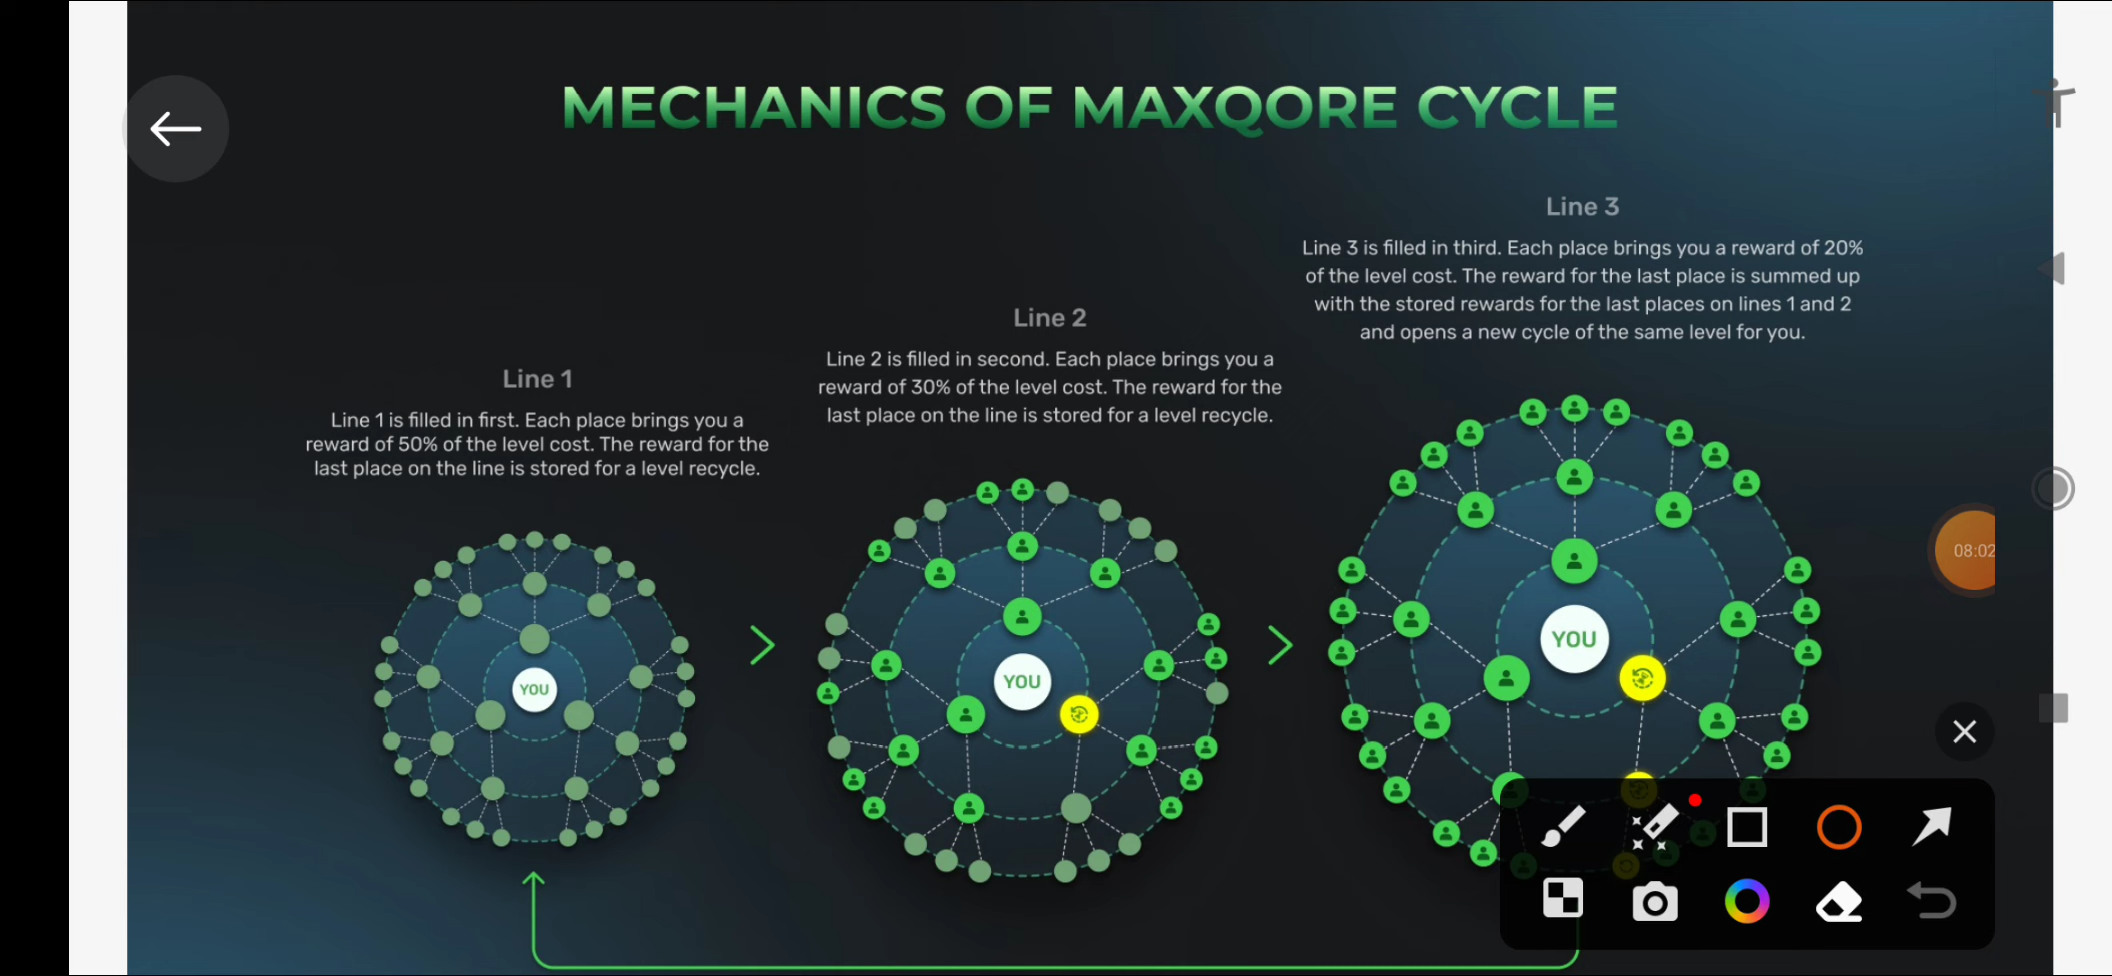 MECHANICS OF MAXQORE CYCLE
Line 1
Line 1 is filled in first. Each place brings you a
reward of 50% of the level cost. The reward for the
last place on the line is stored for a level recycle.
YOU
Line 2
Line 2 is filled in second. Each place brings you a
reward of 30% of the level cost. The reward for the
last place on the line is stored for a level recycle.
YOU
Line 3
Line 3 is filled in third. Each place brings you a reward of 20%
of the level cost. The reward for the last place is summed up
with the stored rewards for the last places on lines 1 and 2
and opens a new cycle of the same level for you.
YOU
08:02